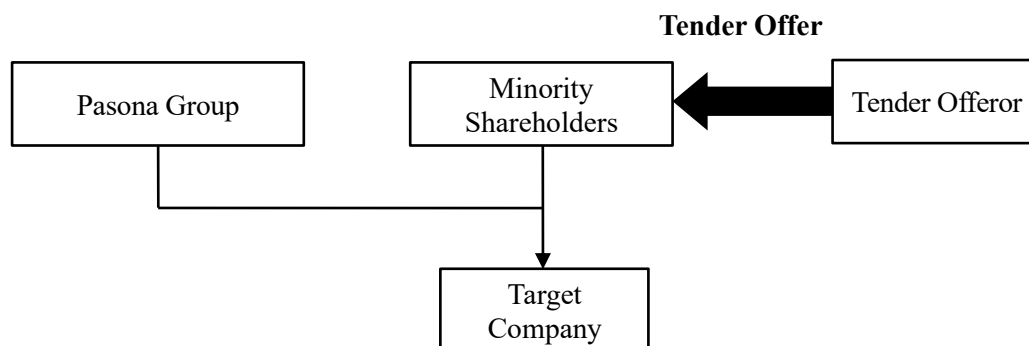 Tender Offer
Pasona Group
Minority
Shareholders
Tender Offeror
Target
Company